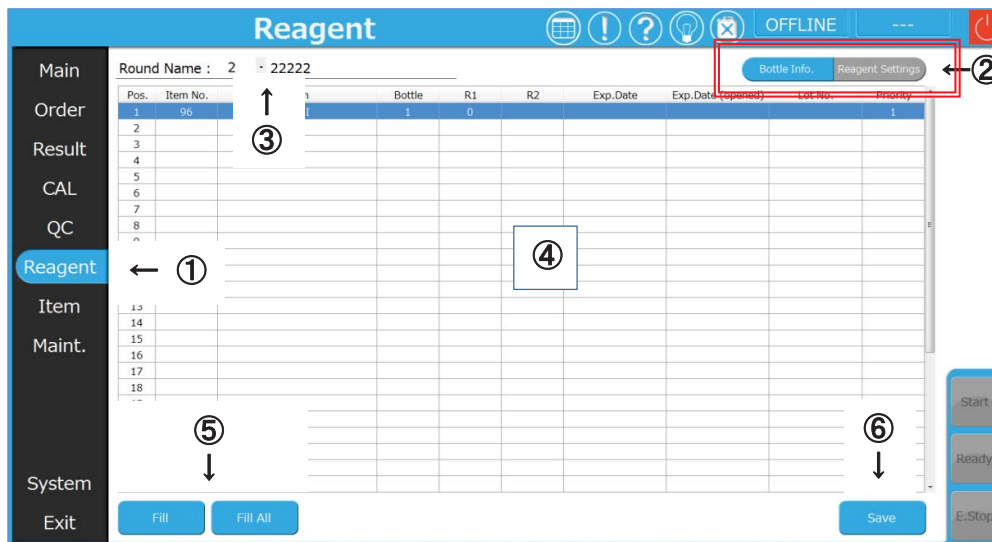 Reagent
OFFLINE
---
Main
Order
Result
CAL
QC
Reagent
Item
Maint.
System
Exit
Round Name : 2 22222
Bottle Info. Reagent Settings
②
③
Pos. Item No. Bottle R1 R2 Exp.Date Exp.Date (opened) Lot No. Priority
1 96 1 0 1
2
3
4
5
6
7
8
①
④
13
14
15
16
17
18
⑤
⑥
Fill Fill All Save
Start
Ready
E.Stop